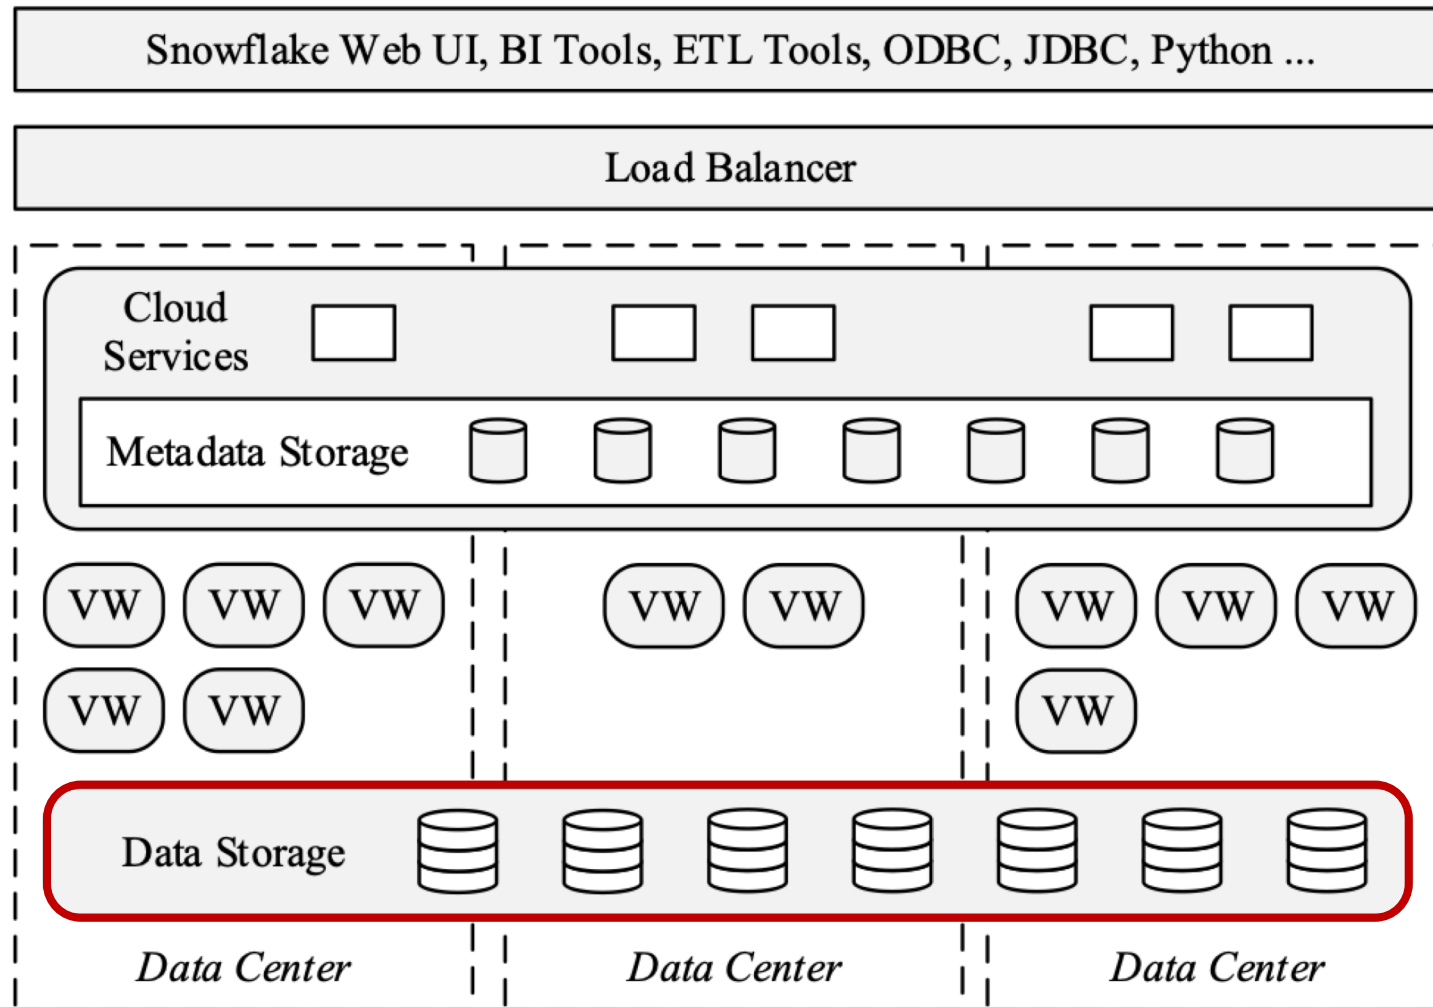 Snowflake Web UI, BI Tools, ETL Tools, ODBC, JDBC, Python ...
Load Balancer
Cloud
Services
Metadata Storage
VW VW VW VW VW VW VW VW
VW VW VW
Data Storage
Data Center Data Center Data Center